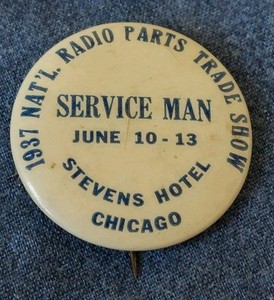 1937 NAT'L. RADIO PARTS TRADE SHOW
SERVICE MAN
JUNE 10 - 13
STEVENS HOTEL
CHICAGO